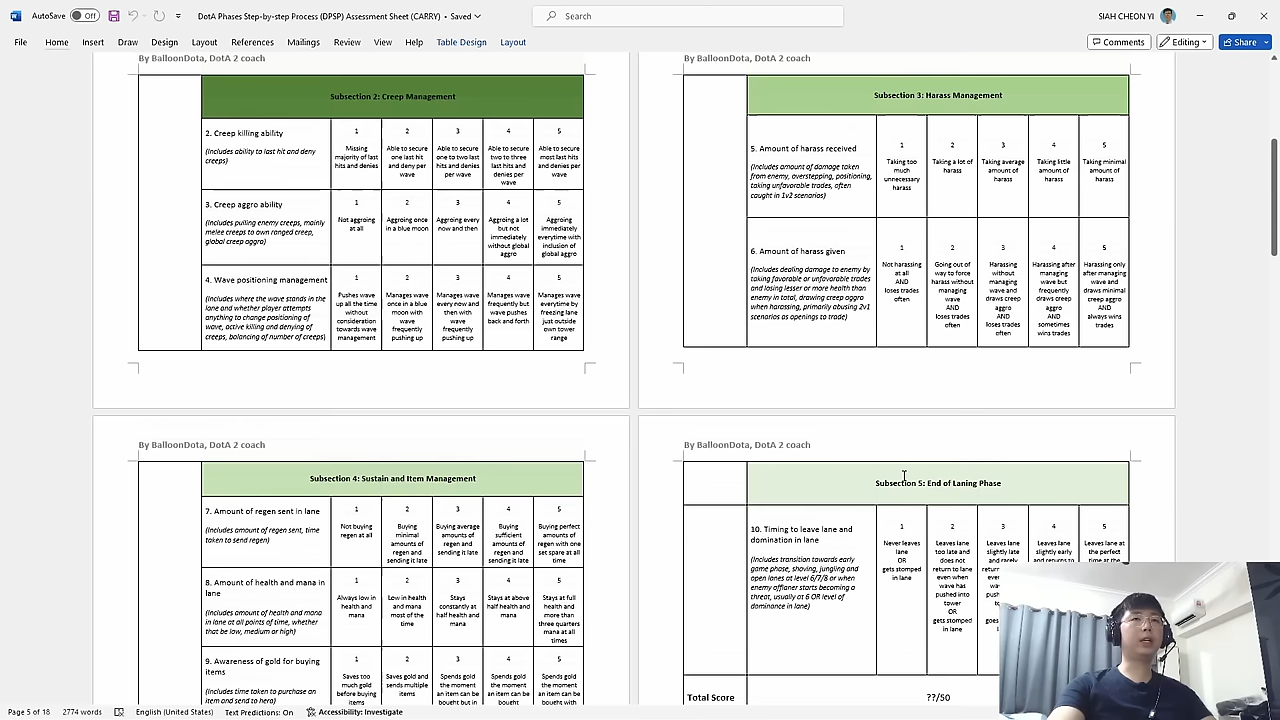 AutoSave Off DotA Phases Step-by-step Process (DPSP) Assessment Sheet (CARRY) • Saved Search SIAH CHEON YI
File Home Insert Draw Design Layout References Mailings Review View Help Table Design Layout Comments Editing Share
By BalloonDota, DotA 2 coach
Subsection 2: Creep Management
2. Creep killing ability
(Includes ability to last hit and deny
creeps)
1
Missing
majority of last
hits and denies
2
Able to secure
one last hit
and deny per
wave
3
Able to secure
one to two last
hits and denies
per wave
4
Able to secure
two to three
last hits and
denies per
wave
5
Able to secure
most last hits
and denies per
wave
3. Creep aggro ability
(Includes pulling enemy creeps, mainly
melee creeps to own ranged creep,
global creep aggro)
1
Not aggroing
at all
2
Aggroing once
in a blue moon
3
Aggroing every
now and then
4
Aggroing a lot
but not
immediately
without global
aggro
5
Aggroing
immediately
everytime with
inclusion of
global aggro
4. Wave positioning management
(Includes where the wave stands in the
lane and whether player attempts
anything to change positioning of
wave, active killing and denying of
creeps, balancing of number of creeps)
1
Pushes wave
up all the time
without
consideration
towards wave
management
2
Manages wave
once in a blue
moon with
wave
frequently
pushing up
3
Manages wave
every now and
then with
wave
frequently
pushing up
4
Manages wave
frequently but
wave pushes
back and forth
5
Manages wave
everytime by
freezing lane
just outside
own tower
range
By BalloonDota, DotA 2 coach
Subsection 3: Harass Management
5. Amount of harass received
(Includes amount of damage taken
from enemy, overstepping, positioning,
taking unfavorable trades, often
caught in 1v2 scenarios)
1
Taking too
much
unnecessary
harass
2
Taking a lot of
harass
3
Taking average
amount of
harass
4
Taking little
amount of
harass
5
Taking minimal
amount of
harass
6. Amount of harass given
(Includes dealing damage to enemy by
taking favorable or unfavorable trades
and losing lesser or more health than
enemy in total, drawing creep aggro
when harassing, primarily abusing 2v1
scenarios as openings to trade)
1
Not harassing
at all
AND
loses trades
often
2
Going out of
way to force
harass without
managing
wave
AND
loses trades
often
3
Harassing
without
managing
wave and
draws creep
aggro
AND
loses trades
often
4
Harassing after
managing
wave but
frequently
draws creep
aggro
AND
sometimes
wins trades
5
Harassing only
after managing
wave and
draws minimal
creep aggro
AND
always wins
trades
By BalloonDota, DotA 2 coach
Subsection 4: Sustain and Item Management
7. Amount of regen sent in lane
(Includes amount of regen sent, time
taken to send regen)
1
Not buying
regen at all
2
Buying
minimal
amounts of
regen and
sending it late
3
Buying average
amounts of
regen and
sending it late
4
Buying
sufficient
amounts of
regen and
sending it late
5
Buying perfect
amounts of
regen with one
set spare at all
time
8. Amount of health and mana in
lane
(Includes amount of health and mana
in lane at all points of time, whether
that be low, medium or high)
1
Always low in
health and
mana
2
Low in health
and mana
most of the
time
3
Stays
constantly at
half health and
mana
4
Stays at above
half health and
mana
5
Stays at full
health and
more than
three quarters
mana at all
times
9. Awareness of gold for buying
items
(Includes time taken to purchase an
item and send to hero)
1
Saves too
much gold
before buying
items
2
Saves gold and
sends multiple
items
3
Spends gold
the moment
an item can be
bought but in
4
Spends gold
the moment
an item can be
bought
5
Spends gold
the moment
an item can be
bought with
By BalloonDota, DotA 2 coach
Subsection 5: End of Laning Phase
10. Timing to leave lane and
domination in lane
(Includes transition towards early
game phase, shoving, jungling and
open lanes at level 6/7/8 or when
enemy offlaner starts becoming a
threat, usually at 6 OR level of
dominance in lane)
1
Never leaves
lane
OR
gets stomped
in lane
2
Leaves lane
too late and
does not
return to lane
even when
wave has
pushed into
tower
OR
gets stomped
in lane
3
Leaves lane
slightly late
and rarely
4
Leaves lane
slightly early
and returns to
5
Leaves lane at
the perfect
time at the
Total Score ??/50
Page 5 of 18 2774 words English (United States) Text Predictions: On Accessibility: Investigate